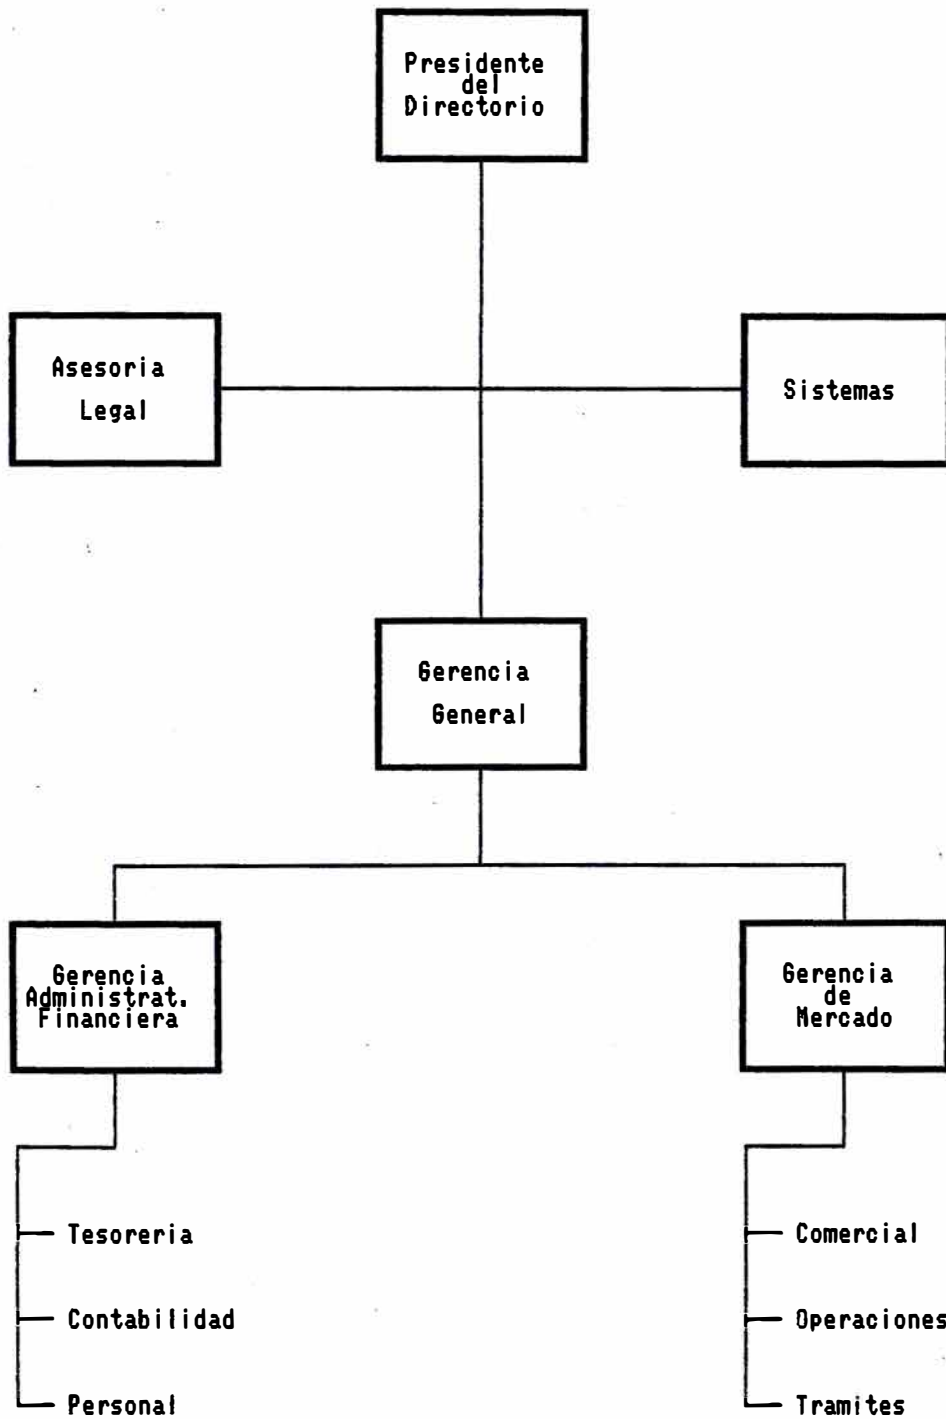 Presidente
del
Directorio
Asesoria
Legal
Sistemas
Gerencia
General
Gerencia
Administrat.
Financiera
Gerencia
de
Mercado
Tesoreria
Contabilidad
Personal
Comercial
Operaciones
Tramites